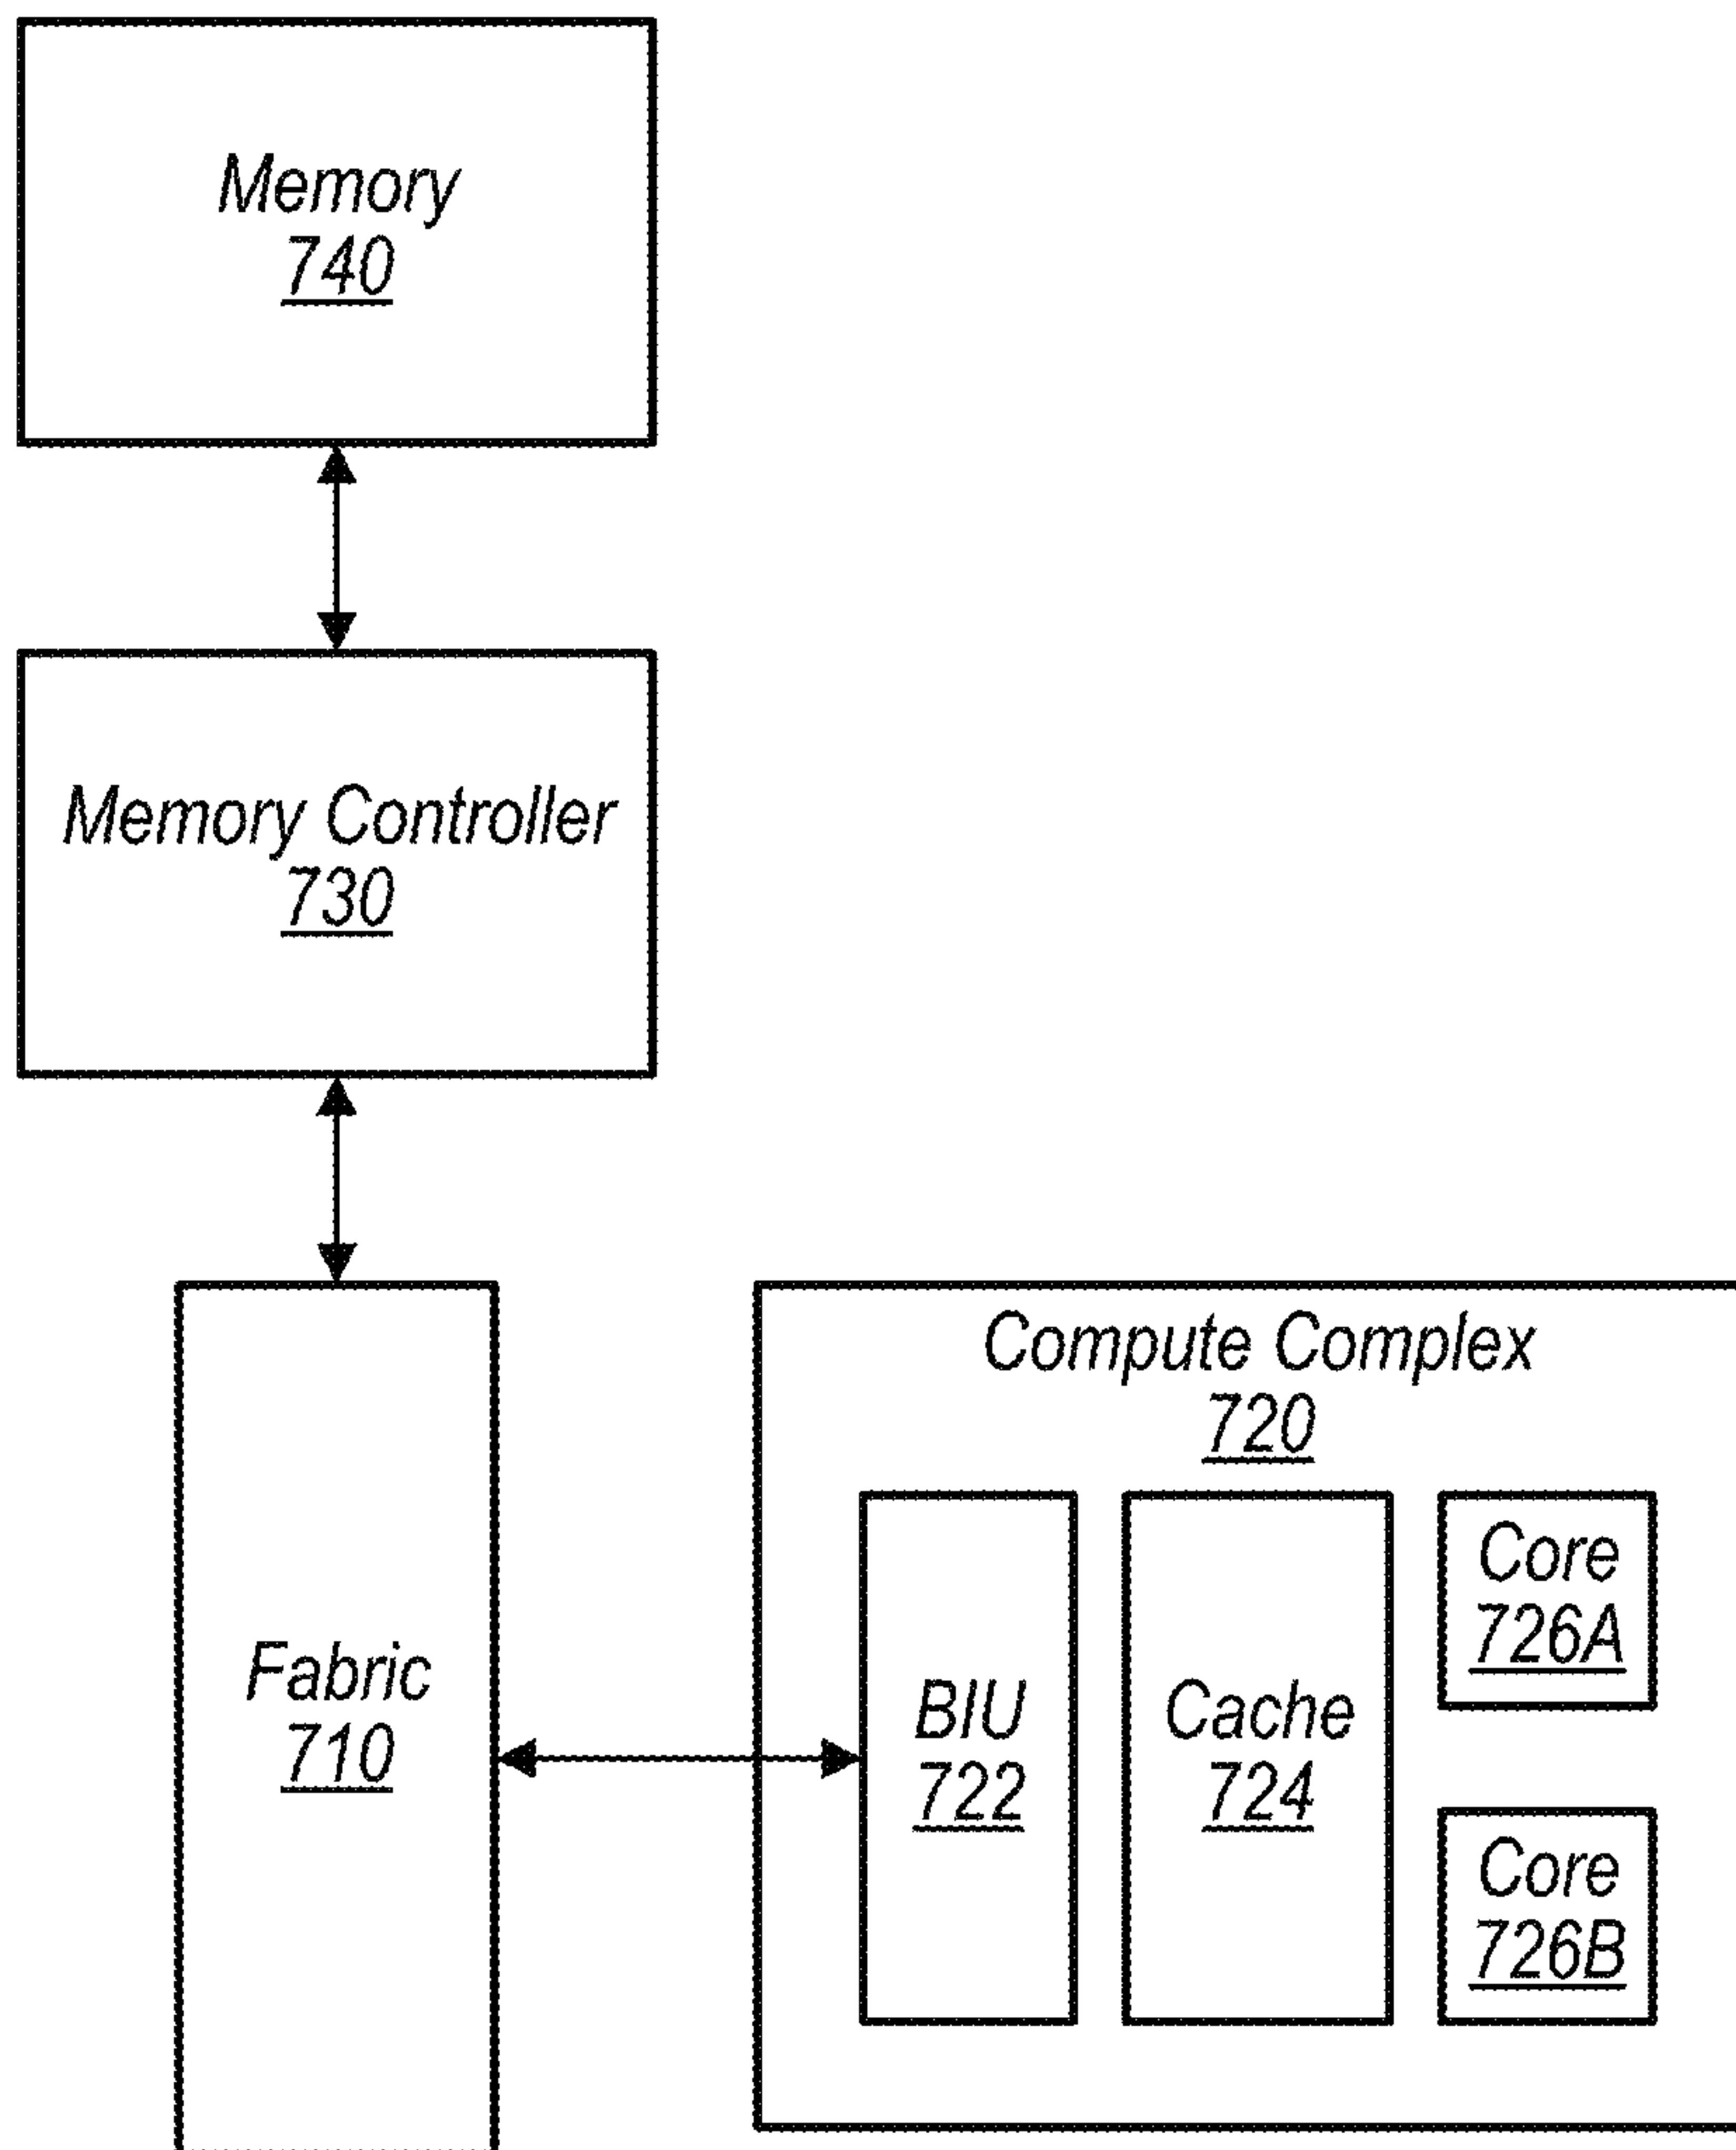 Memory
740
Memory Controller
730
Compute Complex
720
Fabric
710
BIU
722
Cache
724
Core
726A
Core
726B